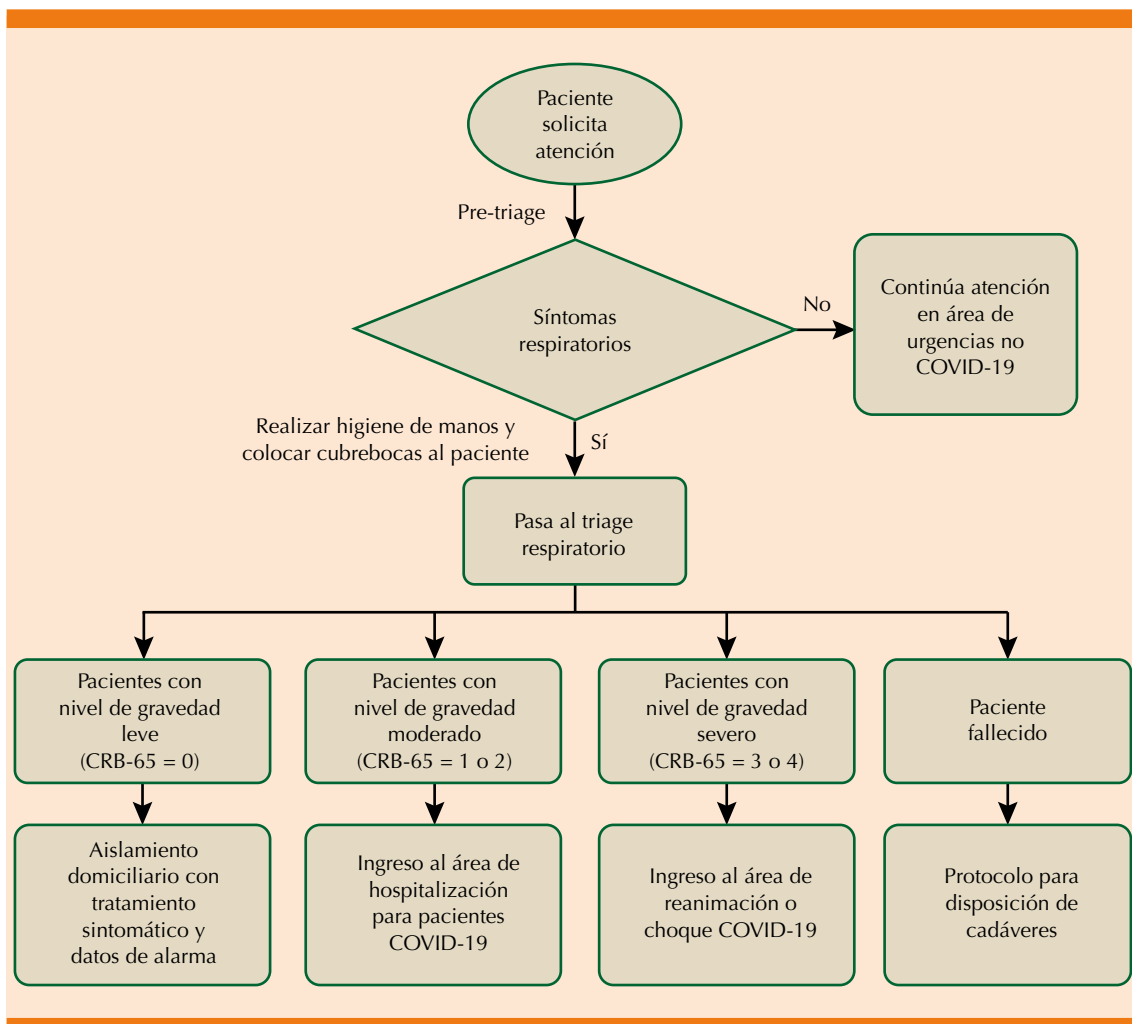 Paciente
solicita
atención
Pre-triage
Síntomas
respiratorios
No
Continúa atención
en área de
urgencias no
COVID-19
Realizar higiene de manos y
colocar cubrebocas al paciente
Sí
Pasa al triage
respiratorio
Pacientes con
nivel de gravedad
leve
(CRB-65 = 0)
Pacientes con
nivel de gravedad
moderado
(CRB-65 = 1 o 2)
Pacientes con
nivel de gravedad
severo
(CRB-65 = 3 o 4)
Paciente
fallecido
Aislamiento
domiciliario con
tratamiento
sintomático y
datos de alarma
Ingreso al área de
hospitalización
para pacientes
COVID-19
Ingreso al área de
reanimación o
choque COVID-19
Protocolo para
disposición de
cadáveres